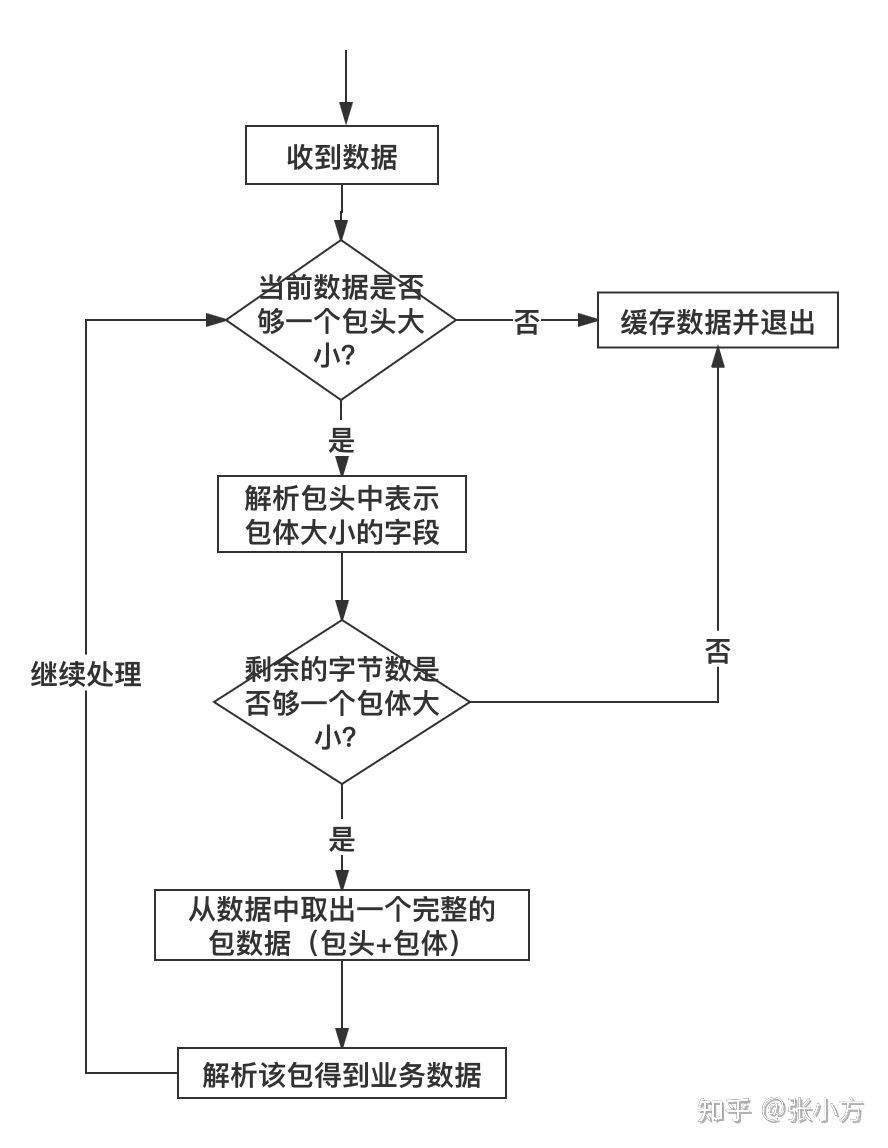 收到数据
当前数据是否
够一个包头大
小?
否
缓存数据并退出
是
解析包头中表示
包体大小的字段
继续处理
剩余的字节数是
否够一个包体大
小?
否
是
从数据中取出一个完整的
包数据（包头+包体）
解析该包得到业务数据
知乎 @张小方